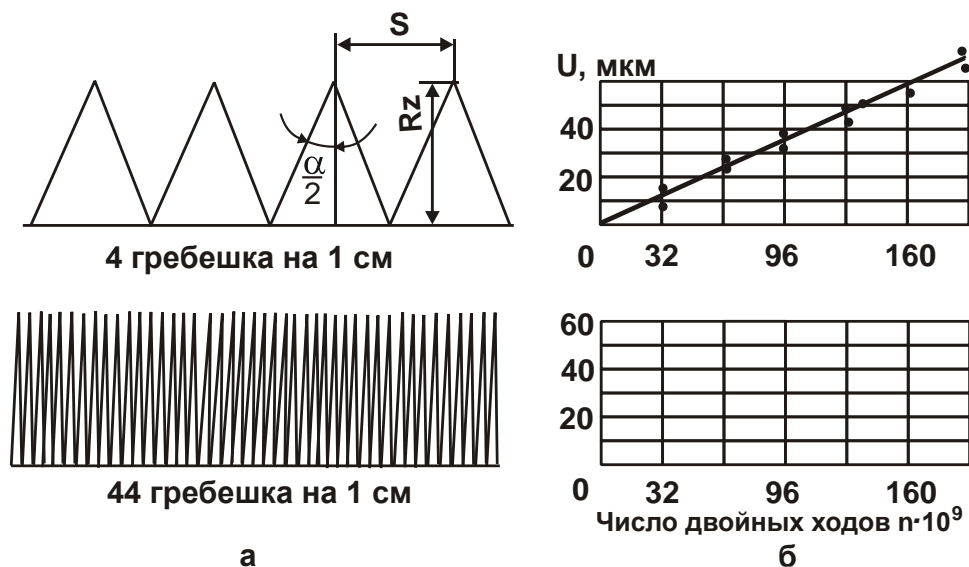 S
Rz
α
2
4 гребешка на 1 см
44 гребешка на 1 см
а
U, мкм
40
20
0 32 96 160
60
40
20
0 32 96 160
Число двойных ходов n·10⁹
б